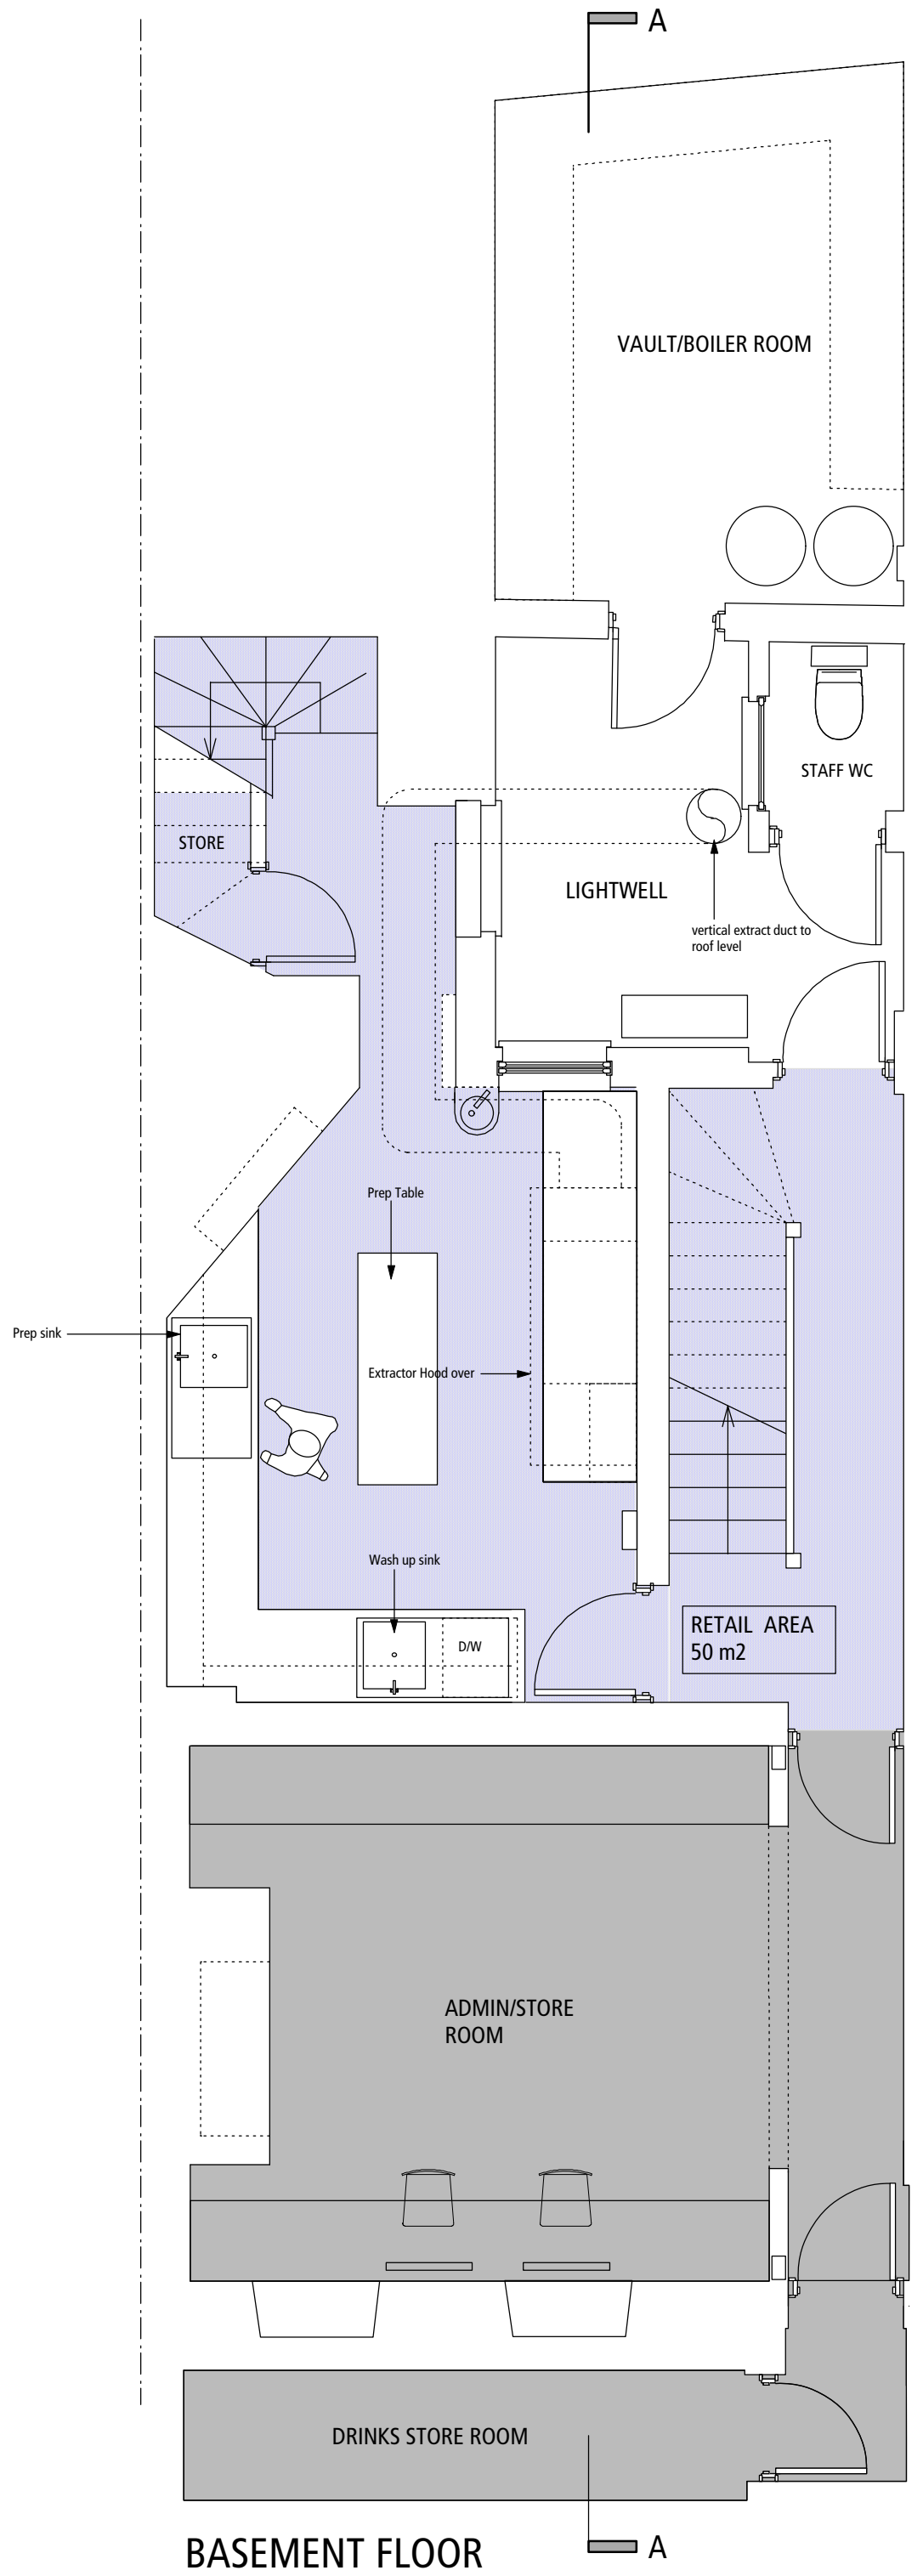 A
VAULT/BOILER ROOM
STAFF WC
STORE
LIGHTWELL
vertical extract duct to
roof level
Prep Table
Prep sink
Extractor Hood over
Wash up sink
D/W
RETAIL AREA
50 m2
ADMIN/STORE
ROOM
DRINKS STORE ROOM
A
BASEMENT FLOOR